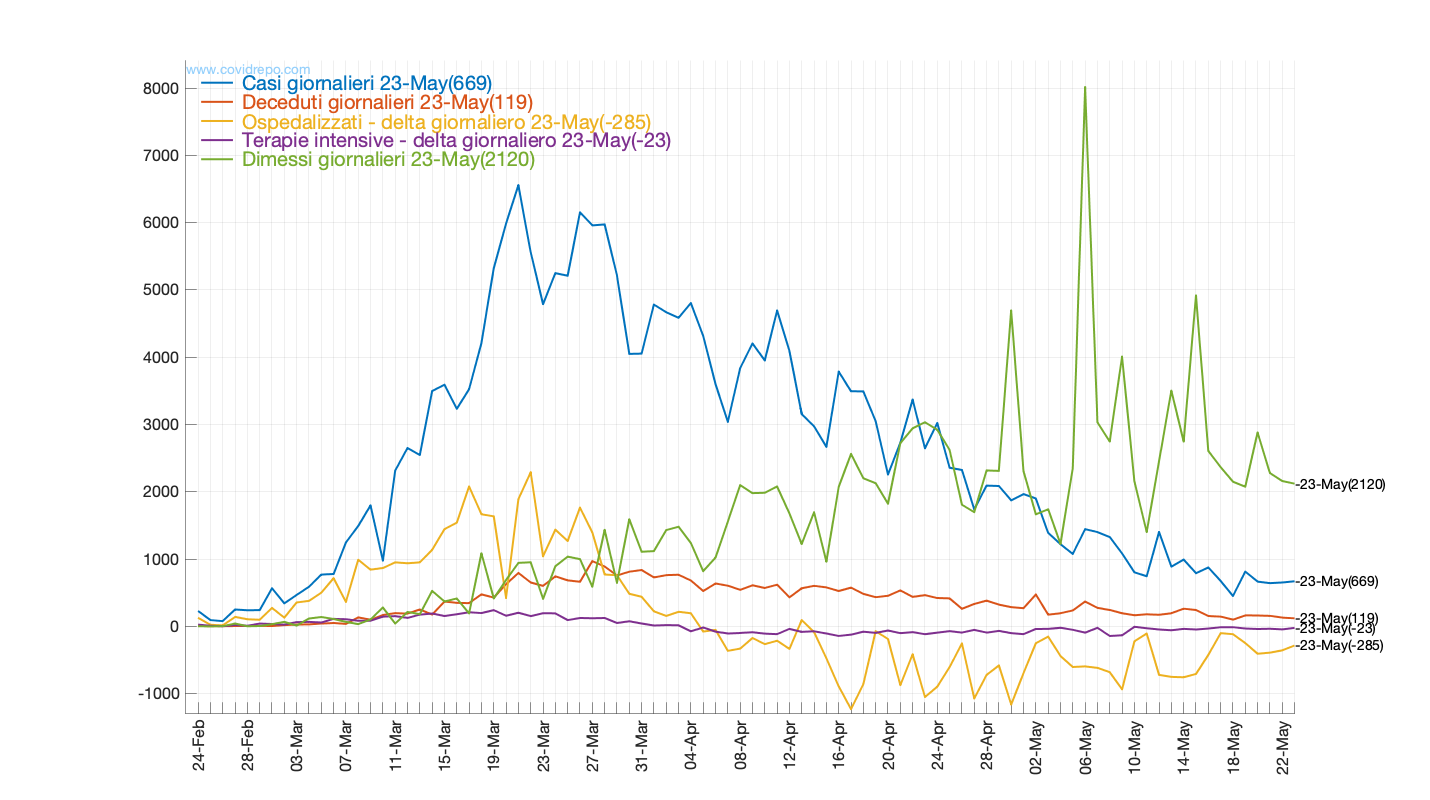 www.covidrepo.com
Casi giornalieri 23-May(669)
Deceduti giornalieri 23-May(119)
Ospedalizzati - delta giornaliero 23-May(-285)
Terapie intensive - delta giornaliero 23-May(-23)
Dimessi giornalieri 23-May(2120)
8000
7000
6000
5000
4000
3000
2000
1000
0
-1000
-23-May(2120)
-23-May(669)
-23-May(119)
-23-May(-23)
-23-May(-285)
24-Feb
28-Feb
03-Mar
07-Mar
11-Mar
15-Mar
19-Mar
23-Mar
27-Mar
31-Mar
04-Apr
08-Apr
12-Apr
16-Apr
20-Apr
24-Apr
28-Apr
02-May
06-May
10-May
14-May
18-May
22-May